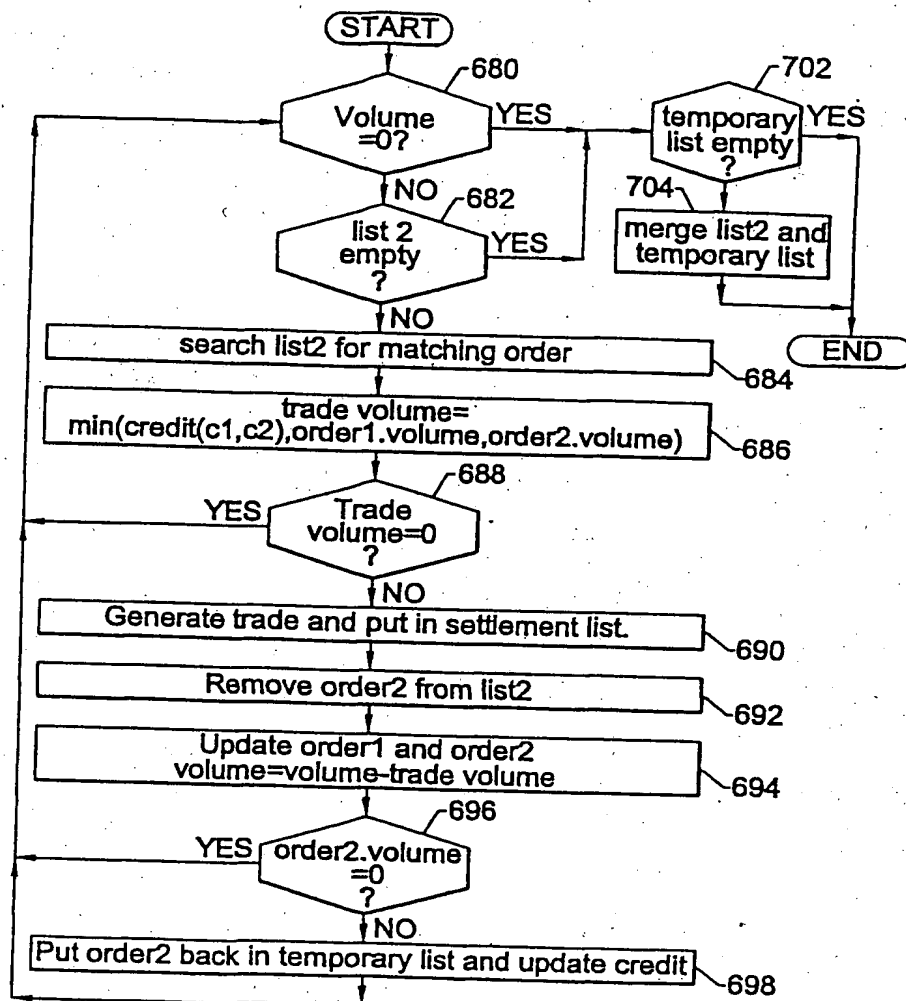 START
680
Volume
=0?
YES
NO
702
temporary
list empty
?
YES
682
list 2
empty
?
YES
NO
704
merge list2 and
temporary list
END
search list2 for matching order
684
trade volume=
min(credit(c1,c2),order1.volume,order2.volume)
686
688
Trade
volume=0
?
YES
NO
Generate trade and put in settlement list.
690
Remove order2 from list2
692
Update order1 and order2
volume=volume-trade volume
694
696
order2.volume
=0
?
YES
NO
Put order2 back in temporary list and update credit
698